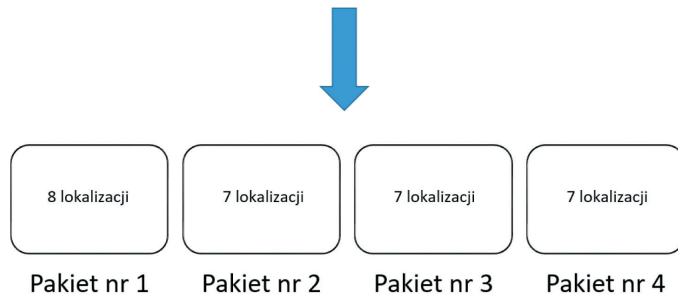 8 lokalizacji
7 lokalizacji
7 lokalizacji
7 lokalizacji
Pakiet nr 1
Pakiet nr 2
Pakiet nr 3
Pakiet nr 4